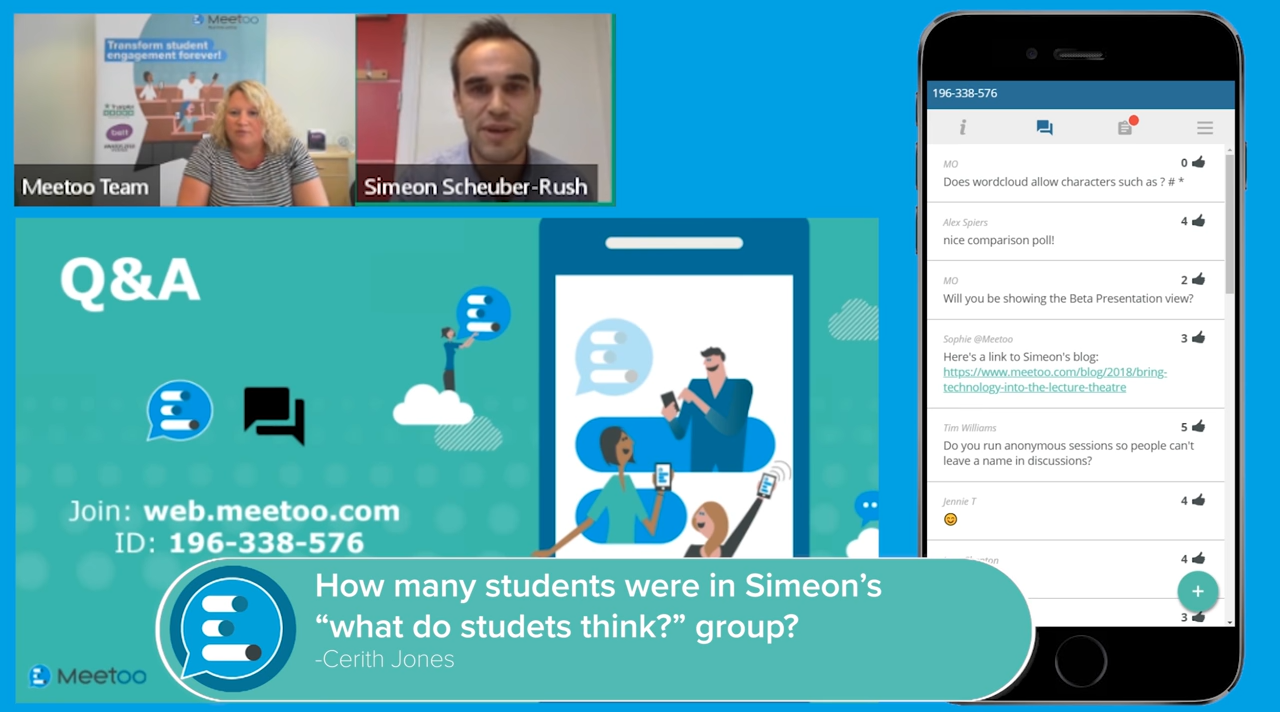 Meetoo
Transform student
engagement forever!
Meetoo Team
Simeon Scheuber-Rush
Q&A
Join: web.meetoo.com
ID: 196-338-576
Meetoo
How many students were in Simeon’s
“what do studets think?” group?
-Cerith Jones
196-338-576
MO
0
Does wordcloud allow characters such as ? # *
Alex Spiers
4
nice comparison poll!
MO
2
Will you be showing the Beta Presentation view?
Sophie @Meetoo
3
Here's a link to Simeon's blog:
https://www.meetoo.com/blog/2018/bring-
technology-into-the-lecture-theatre
Tim Williams
5
Do you run anonymous sessions so people can't
leave a name in discussions?
Jennie T
4
4
+
3